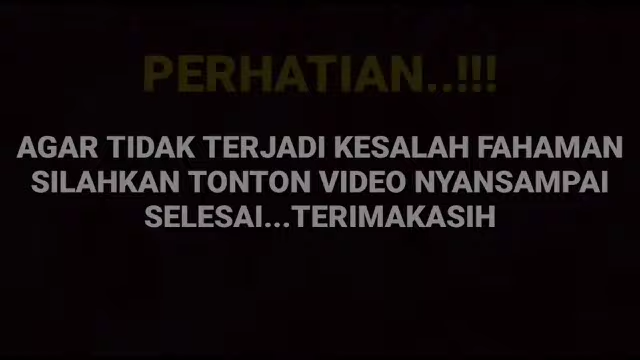 PERHATIAN..!!!
AGAR TIDAK TERJADI KESALAH FAHAMAN
SILAHKAN TONTON VIDEO NYANSAMPAI
SELESAI...TERIMAKASIH